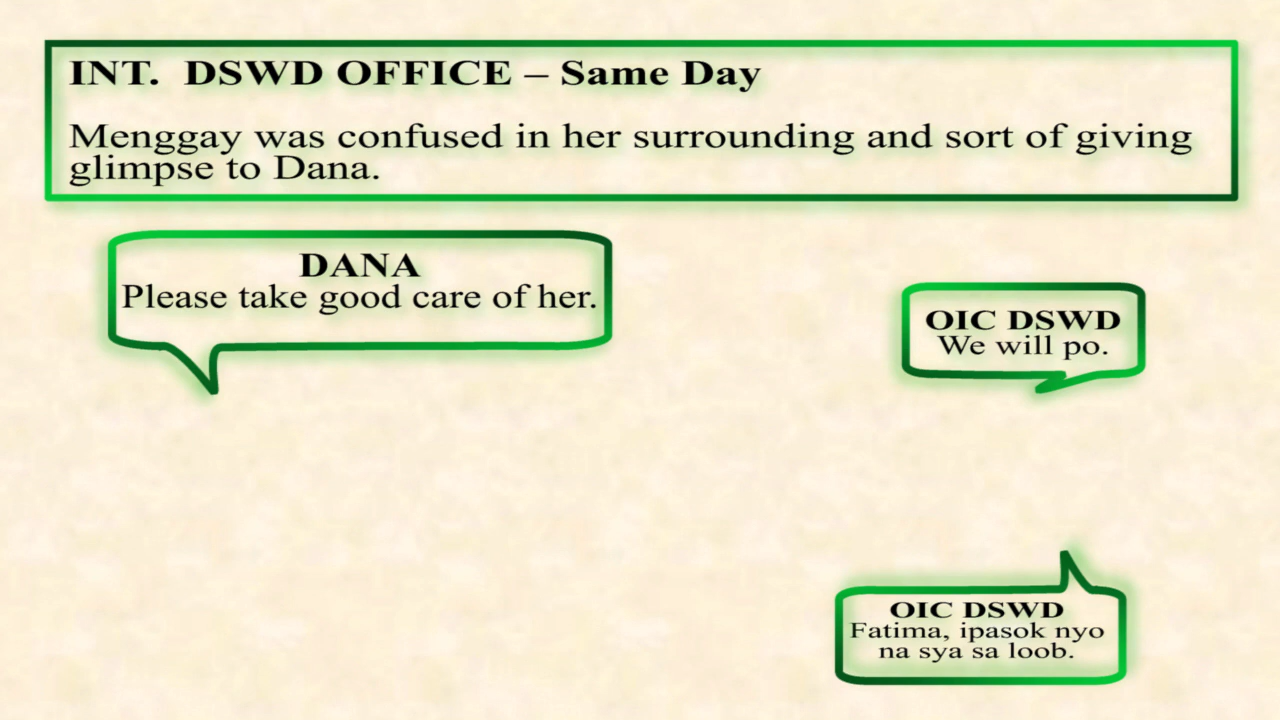 INT. DSWD OFFICE – Same Day
Menggay was confused in her surrounding and sort of giving
glimpse to Dana.
DANA
Please take good care of her.
OIC DSWD
We will po.
OIC DSWD
Fatima, ipasok nyo
na sya sa loob.